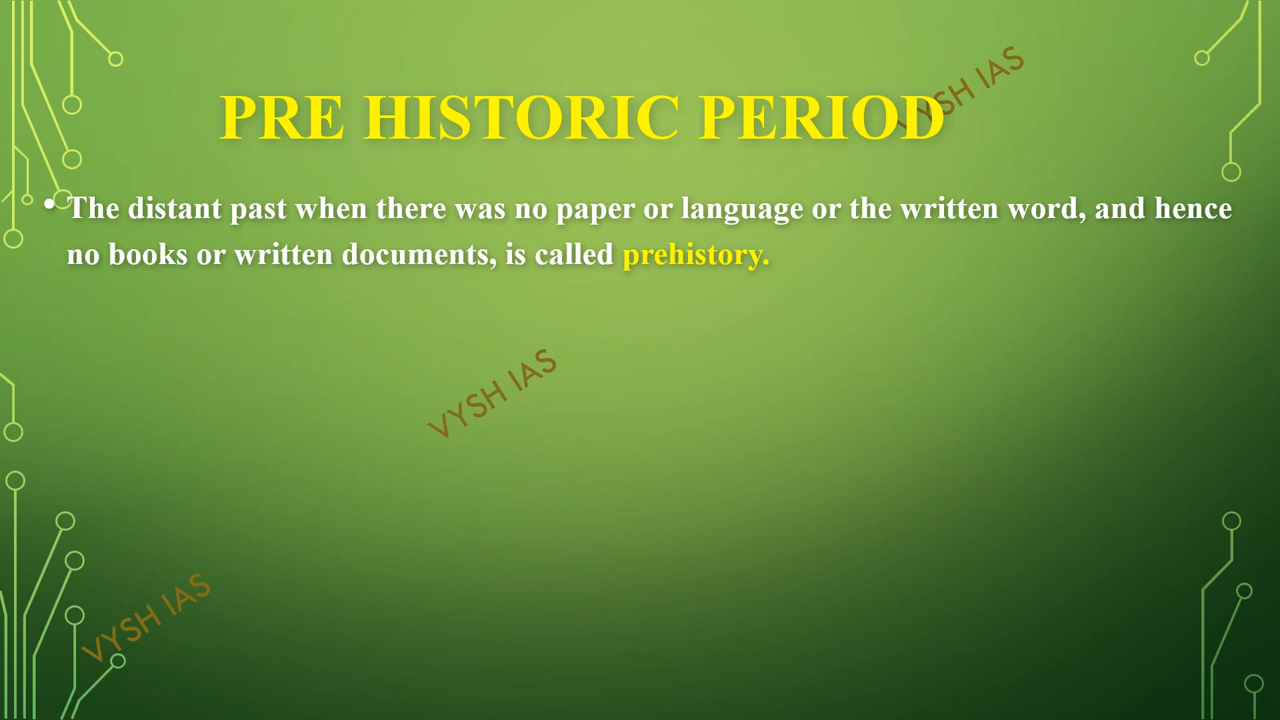 PRE HISTORIC PERIOD
VYSH IAS
• The distant past when there was no paper or language or the written word, and hence
no books or written documents, is called prehistory.
VYSH IAS
VYSH IAS